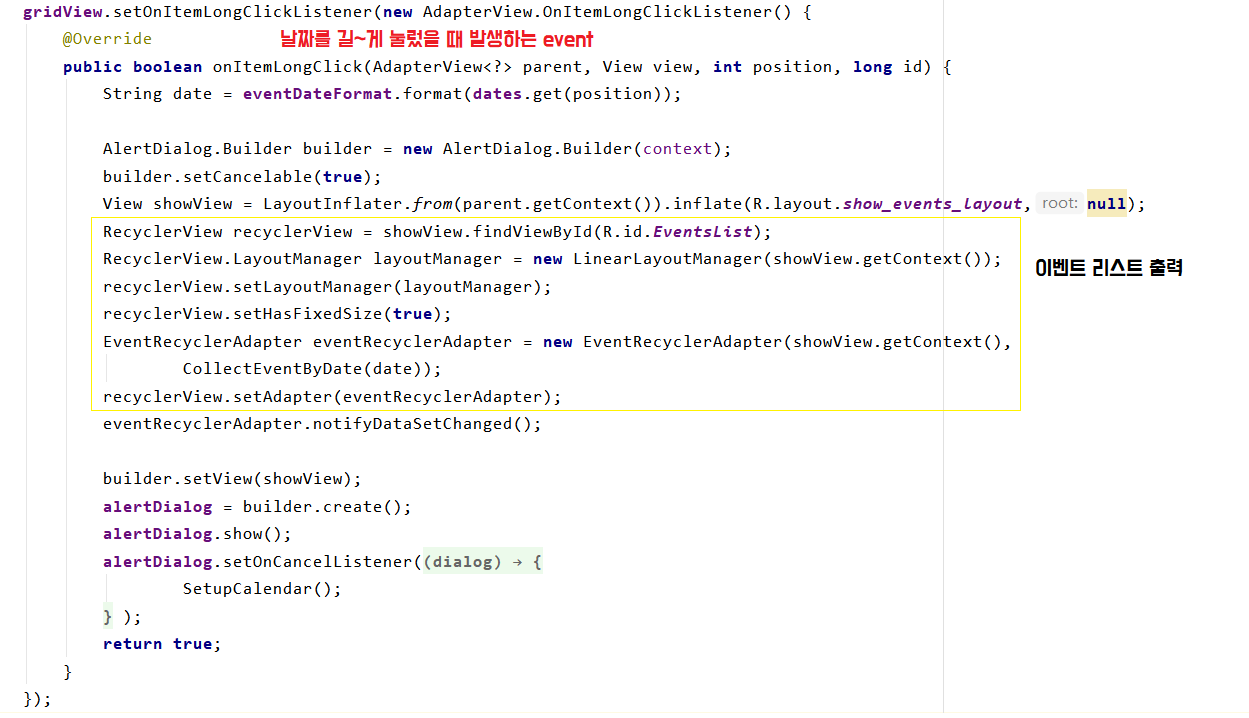 gridView.setOnItemLongClickListener(new AdapterView.OnItemLongClickListener() {
@Override 날짜를 길~게 눌렀을 때 발생하는 event
public boolean onItemLongClick(AdapterView<?> parent, View view, int position, long id) {
String date = eventDateFormat.format(dates.get(position));
AlertDialog.Builder builder = new AlertDialog.Builder(context);
builder.setCancelable(true);
View showView = LayoutInflater.from(parent.getContext()).inflate(R.layout.show_events_layout, root: null);
RecyclerView recyclerView = showView.findViewById(R.id.EventsList);
RecyclerView.LayoutManager layoutManager = new LinearLayoutManager(showView.getContext());
이벤트 리스트 출력
recyclerView.setLayoutManager(layoutManager);
recyclerView.setHasFixedSize(true);
EventRecyclerAdapter eventRecyclerAdapter = new EventRecyclerAdapter(showView.getContext(),
CollectEventByDate(date));
recyclerView.setAdapter(eventRecyclerAdapter);
eventRecyclerAdapter.notifyDataSetChanged();
builder.setView(showView);
alertDialog = builder.create();
alertDialog.show();
alertDialog.setOnCancelListener((dialog) → {
SetupCalendar();
} );
return true;
}
});